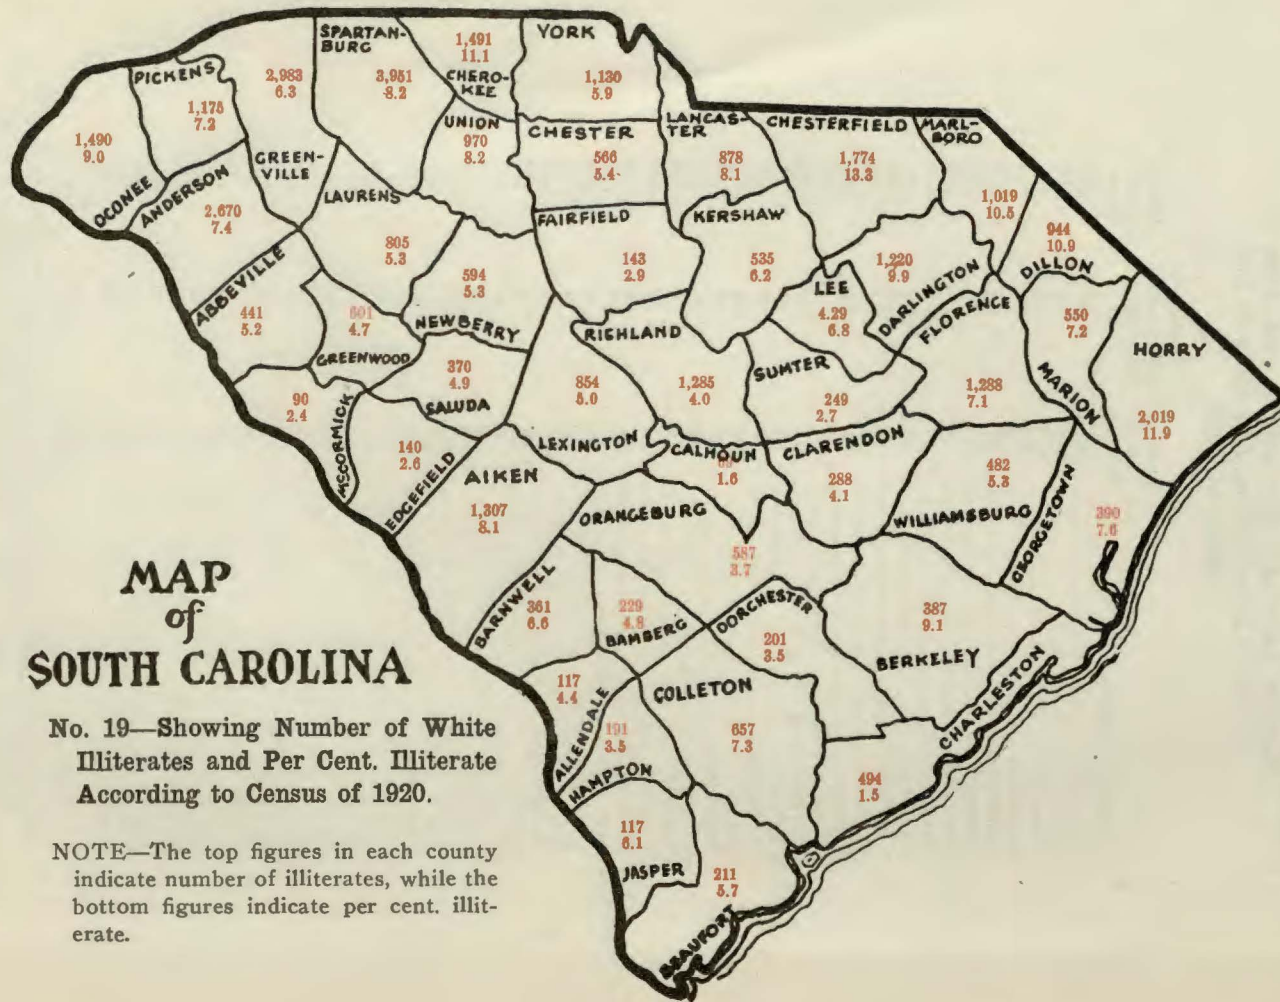 SPARTAN-
BURG
3,951
8.2
1,491
11.1
CHERO-
KEE
YORK
1,130
5.9
PICKENS
1,175
7.2
2,983
6.3
GREEN-
VILLE
1,490
9.0
OCONEE
ANDERSON
2,670
7.4
UNION
970
8.2
CHESTER
566
5.4
LANCAS-
TER
878
8.1
CHESTERFIELD
1,774
13.3
MARL-
BORO
1,019
10.5
LAURENS
805
5.3
FAIRFIELD
143
2.9
KERSHAW
535
6.2
944
10.9
DILLON
1,220
9.9
DARLINGTON
LEE
4.29
6.8
FLORENCE
1,288
7.1
550
7.2
MARION
HORRY
2,019
11.9
ABBEVILLE
441
5.2
601
4.7
GREENWOOD
594
5.3
NEWBERRY
RICHLAND
1,285
4.0
SUMTER
249
2.7
90
2.4
MSCORMICK
370
4.9
SALUDA
854
5.0
LEXINGTON
140
2.6
EDGEFIELD
AIKEN
1,307
8.1
CALHOUN
1.6
CLARENDON
288
4.1
482
5.3
WILLIAMSBURG
GEORGETOWN
390
7.6
ORANGEBURG
587
3.7
BARNWELL
361
6.6
229
4.8
BAMBERG
DORCHESTER
201
3.5
387
9.1
BERKELEY
CHARLESTON
494
1.5
117
4.4
ALLENDALE
COLLETON
657
7.3
191
3.5
HAMPTON
117
6.1
JASPER
211
5.7
BEAUFORT
MAP
of
SOUTH CAROLINA
No. 19—Showing Number of White
Illiterates and Per Cent. Illiterate
According to Census of 1920.
NOTE—The top figures in each county
indicate number of illiterates, while the
bottom figures indicate per cent. illit-
erate.